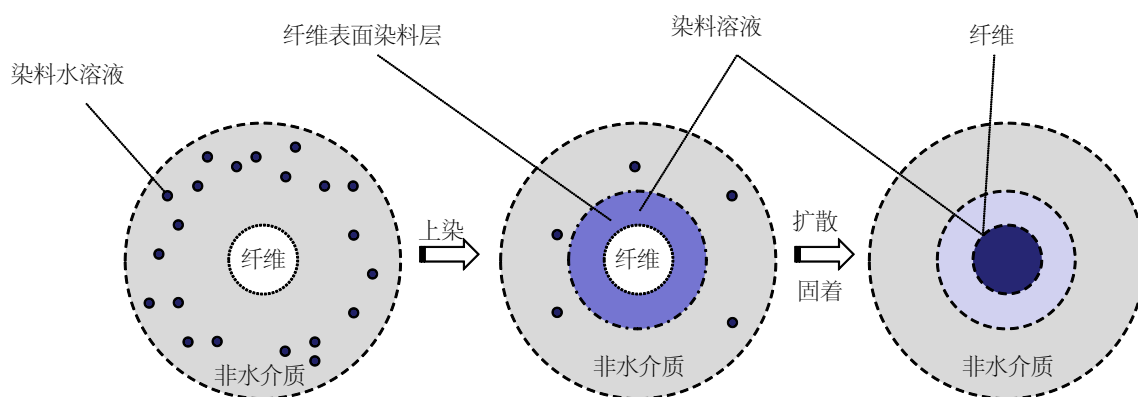 纤维表面染料层
染料溶液
纤维
染料水溶液
上染
扩散
纤维
纤维
固着
非水介质
非水介质
非水介质